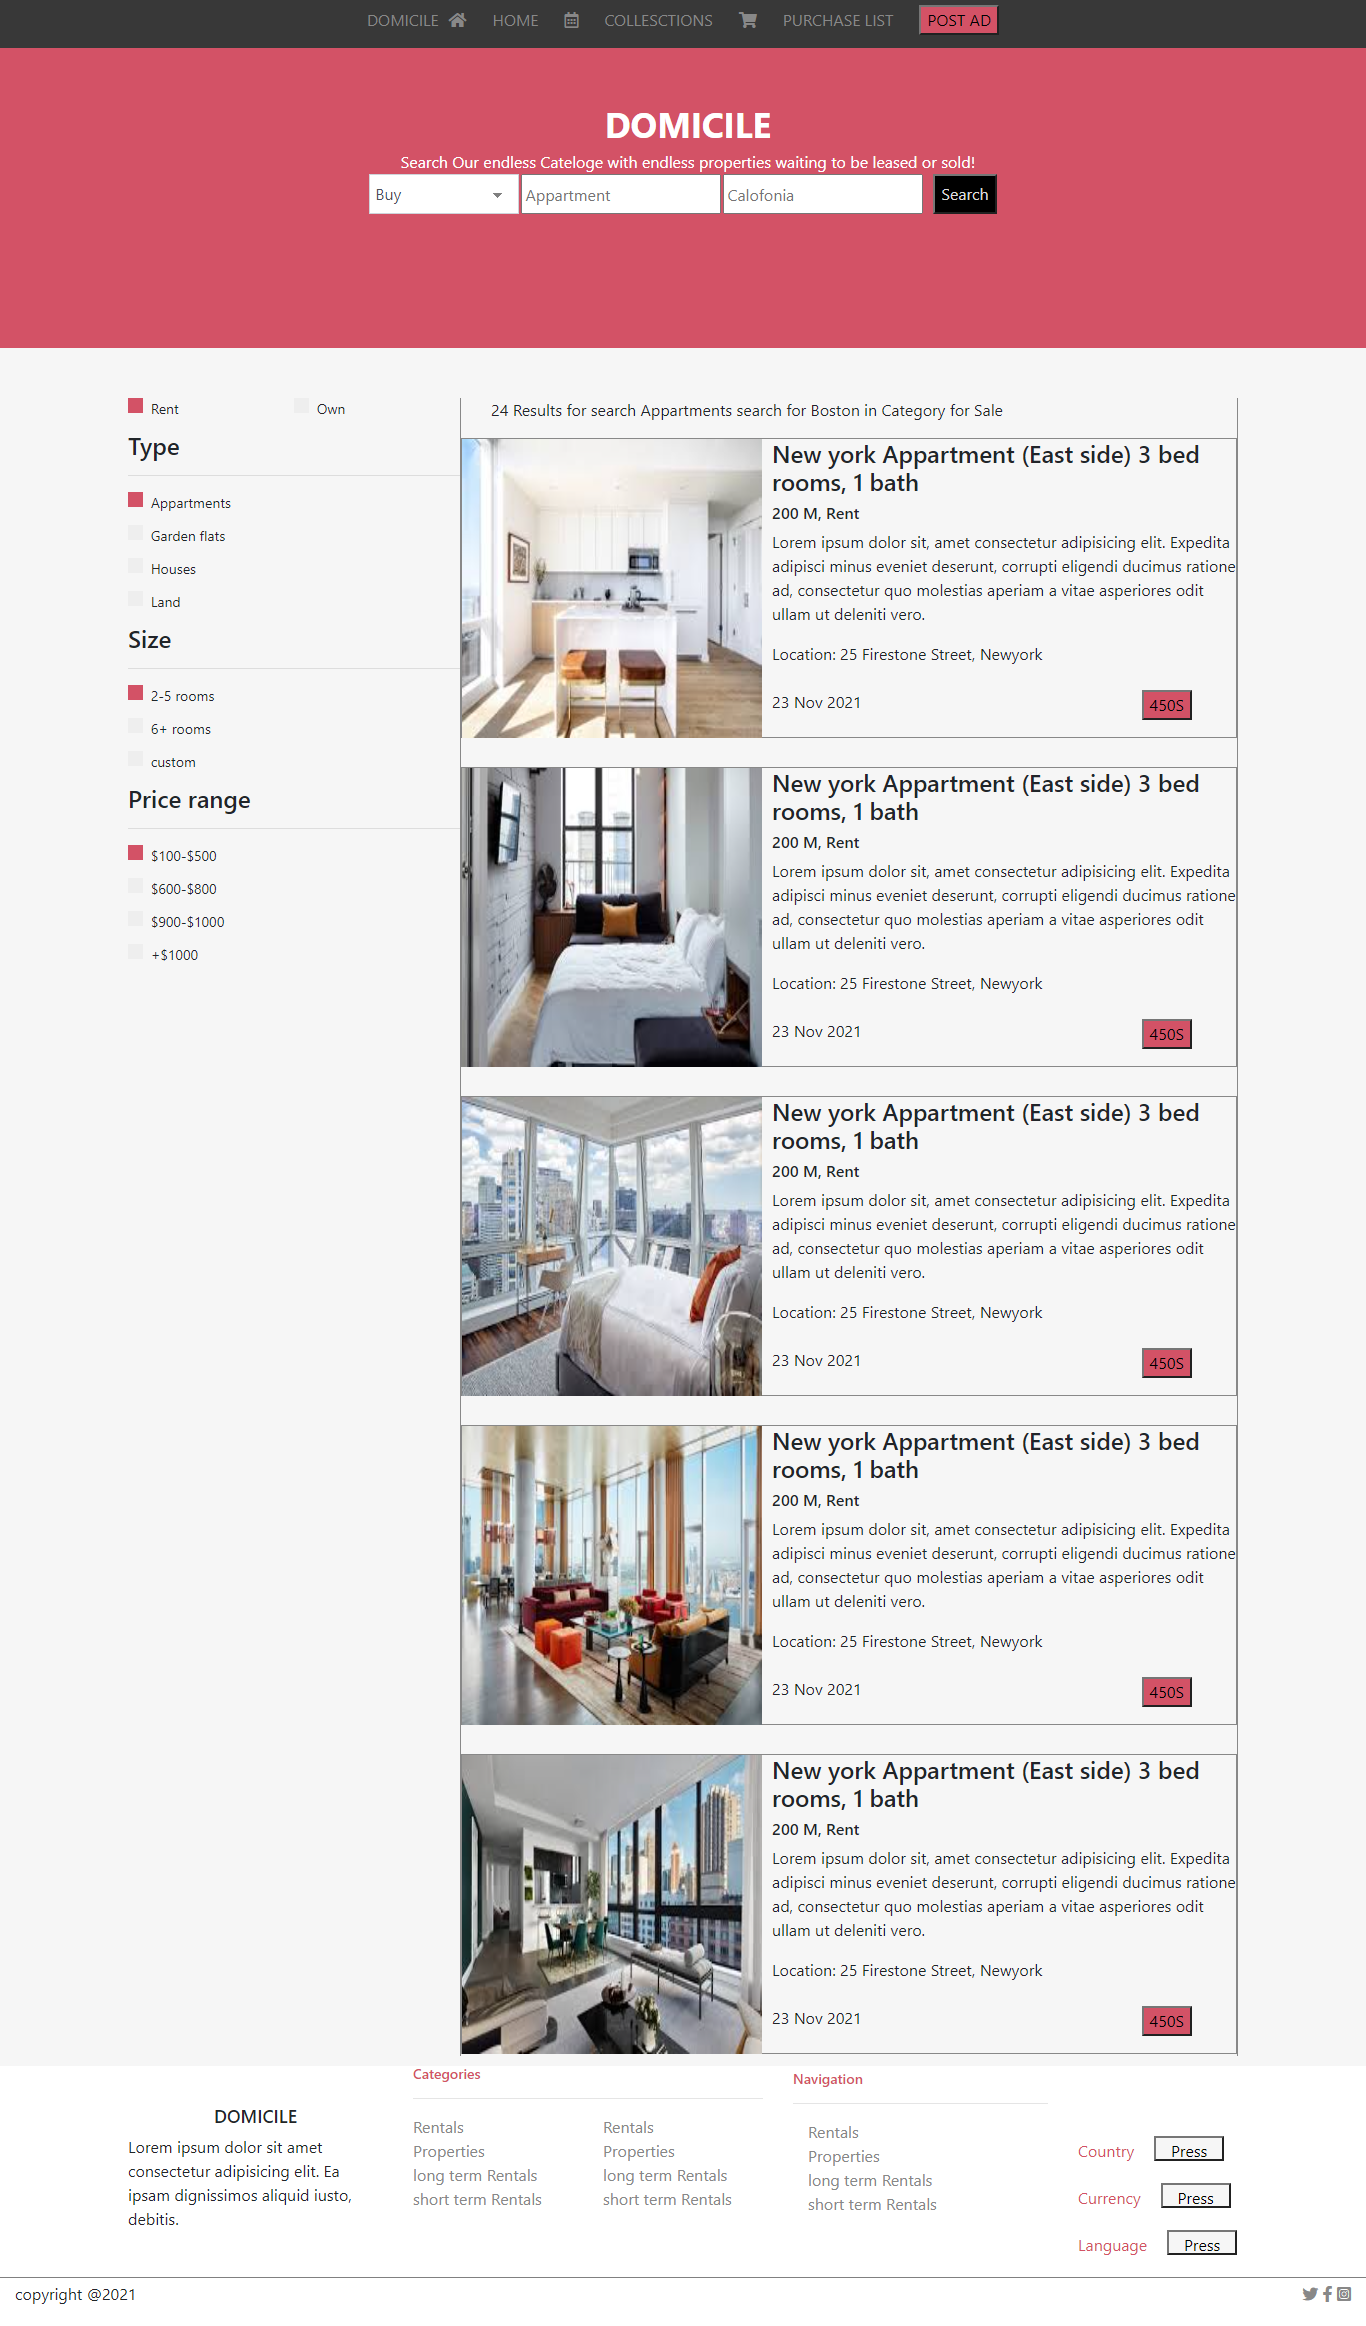 DOMICILE HOME COLLESCTIONS PURCHASE LIST POST AD
DOMICILE
Search Our endless Cateloge with endless properties waiting to be leased or sold!
Buy Appartment Calofonia Search
Rent Own
Type
Appartments
Garden flats
Houses
Land
Size
2-5 rooms
6+ rooms
custom
Price range
$100-$500
$600-$800
$900-$1000
+$1000
24 Results for search Appartments search for Boston in Category for Sale
New york Appartment (East side) 3 bed
rooms, 1 bath
200 M, Rent
Lorem ipsum dolor sit, amet consectetur adipisicing elit. Expedita
adipisci minus eveniet deserunt, corrupti eligendi ducimus ratione
ad, consectetur quo molestias aperiam a vitae asperiores odit
ullam ut deleniti vero.
Location: 25 Firestone Street, Newyork
23 Nov 2021 450S
New york Appartment (East side) 3 bed
rooms, 1 bath
200 M, Rent
Lorem ipsum dolor sit, amet consectetur adipisicing elit. Expedita
adipisci minus eveniet deserunt, corrupti eligendi ducimus ratione
ad, consectetur quo molestias aperiam a vitae asperiores odit
ullam ut deleniti vero.
Location: 25 Firestone Street, Newyork
23 Nov 2021 450S
New york Appartment (East side) 3 bed
rooms, 1 bath
200 M, Rent
Lorem ipsum dolor sit, amet consectetur adipisicing elit. Expedita
adipisci minus eveniet deserunt, corrupti eligendi ducimus ratione
ad, consectetur quo molestias aperiam a vitae asperiores odit
ullam ut deleniti vero.
Location: 25 Firestone Street, Newyork
23 Nov 2021 450S
New york Appartment (East side) 3 bed
rooms, 1 bath
200 M, Rent
Lorem ipsum dolor sit, amet consectetur adipisicing elit. Expedita
adipisci minus eveniet deserunt, corrupti eligendi ducimus ratione
ad, consectetur quo molestias aperiam a vitae asperiores odit
ullam ut deleniti vero.
Location: 25 Firestone Street, Newyork
23 Nov 2021 450S
New york Appartment (East side) 3 bed
rooms, 1 bath
200 M, Rent
Lorem ipsum dolor sit, amet consectetur adipisicing elit. Expedita
adipisci minus eveniet deserunt, corrupti eligendi ducimus ratione
ad, consectetur quo molestias aperiam a vitae asperiores odit
ullam ut deleniti vero.
Location: 25 Firestone Street, Newyork
23 Nov 2021 450S
DOMICILE
Lorem ipsum dolor sit amet
consectetur adipisicing elit. Ea
ipsam dignissimos aliquid iusto,
debitis.
Categories
Rentals
Properties
long term Rentals
short term Rentals
Rentals
Properties
long term Rentals
short term Rentals
Navigation
Rentals
Properties
long term Rentals
short term Rentals
Country Press
Currency Press
Language Press
copyright @2021